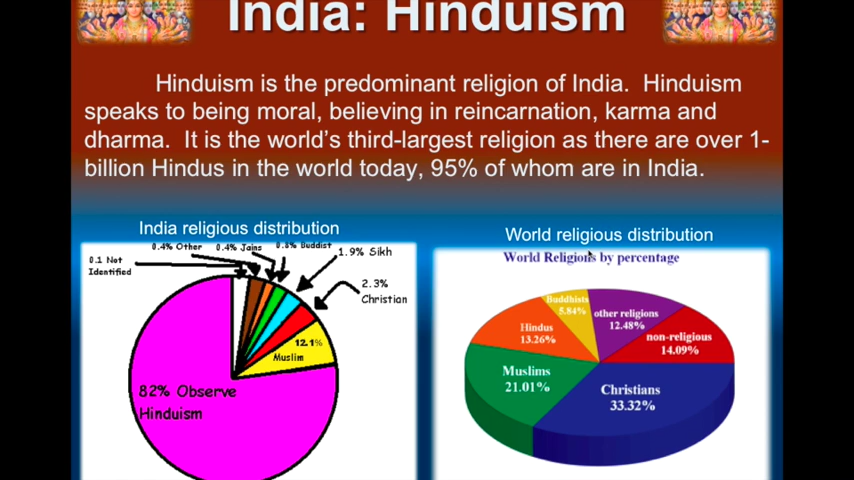 India: Hinduism
Hinduism is the predominant religion of India. Hinduism
speaks to being moral, believing in reincarnation, karma and
dharma. It is the world's third-largest religion as there are over 1-
billion Hindus in the world today, 95% of whom are in India.
India religious distribution
0.1 Not
Identified
0.4% Other
0.4% Jains
0.8% Buddist
1.9% Sikh
2.3%
Christian
12.1%
Muslim
82% Observe
Hinduism
World religious distribution
World Religions by percentage
Buddhists
5.84%
other religions
12.48%
Hindus
13.26%
non-religious
14.09%
Muslims
21.01%
Christians
33.32%